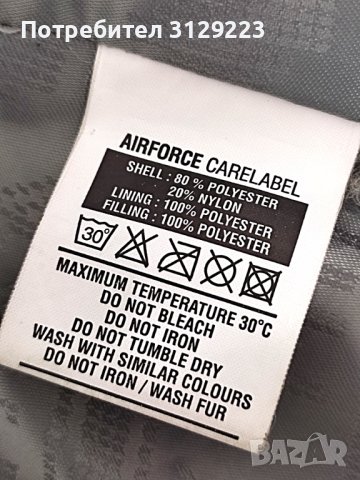 Потребител 3129223
AIRFORCE CARELABEL
SHELL : 80 % POLYESTER
20% NYLON
LINING : 100% POLYESTER
FILLING : 100% POLYESTER
30°
MAXIMUM TEMPERATURE 30°C
DO NOT BLEACH
DO NOT IRON
DO NOT TUMBLE DRY
WASH WITH SIMILAR COLOURS
DO NOT IRON / WASH FUR
BAZAR
bg